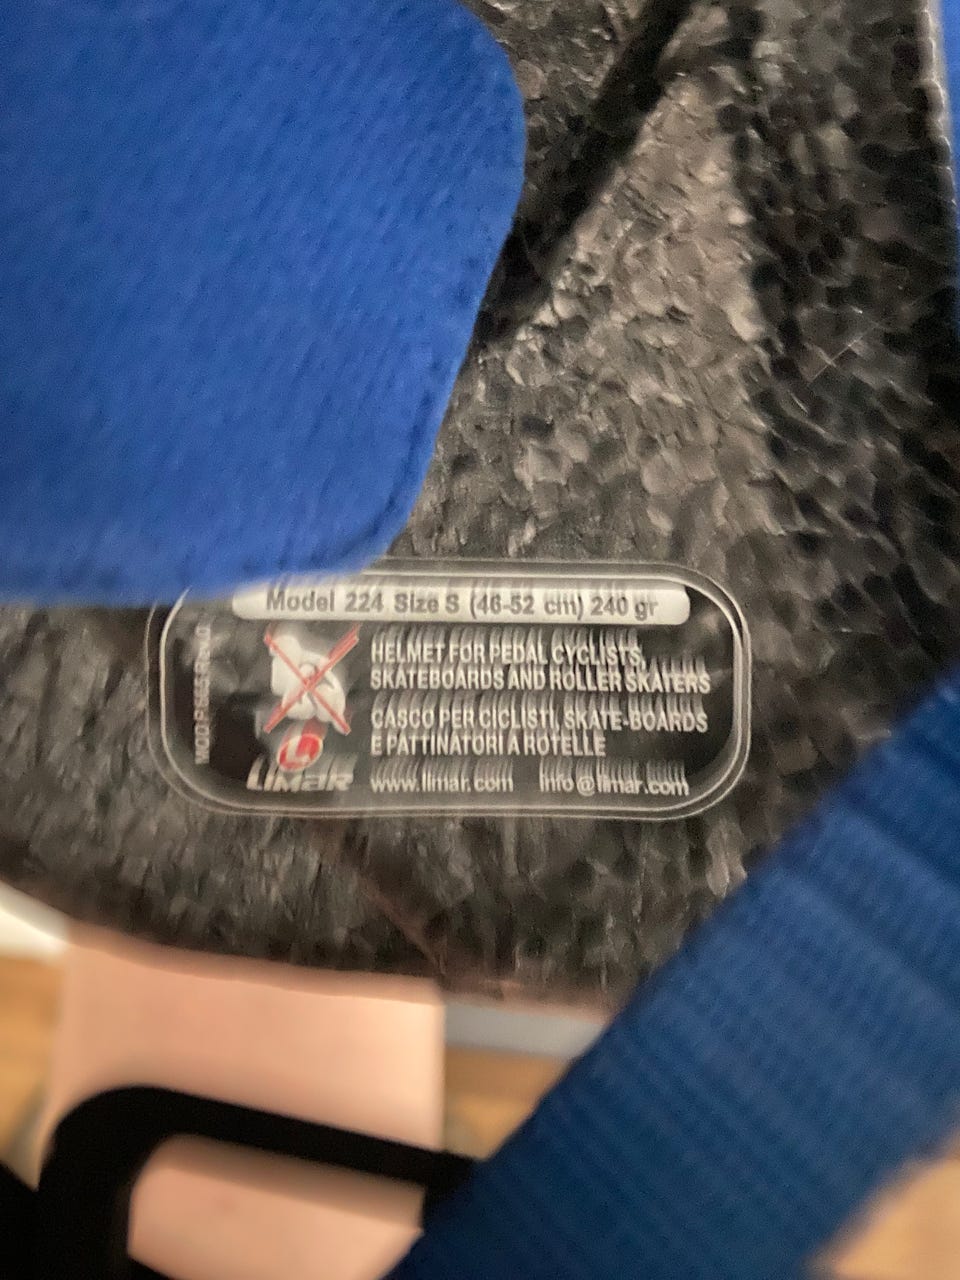 Model 224 Size S (46-52 cm) 240 gr
HELMET FOR PEDAL CYCLISTS,
SKATEBOARDS AND ROLLER SKATERS
CASCO PER CICLISTI, SKATE-BOARDS
E PATTINATORI A ROTELLE
LIMAR
www.limar.com info@limar.com